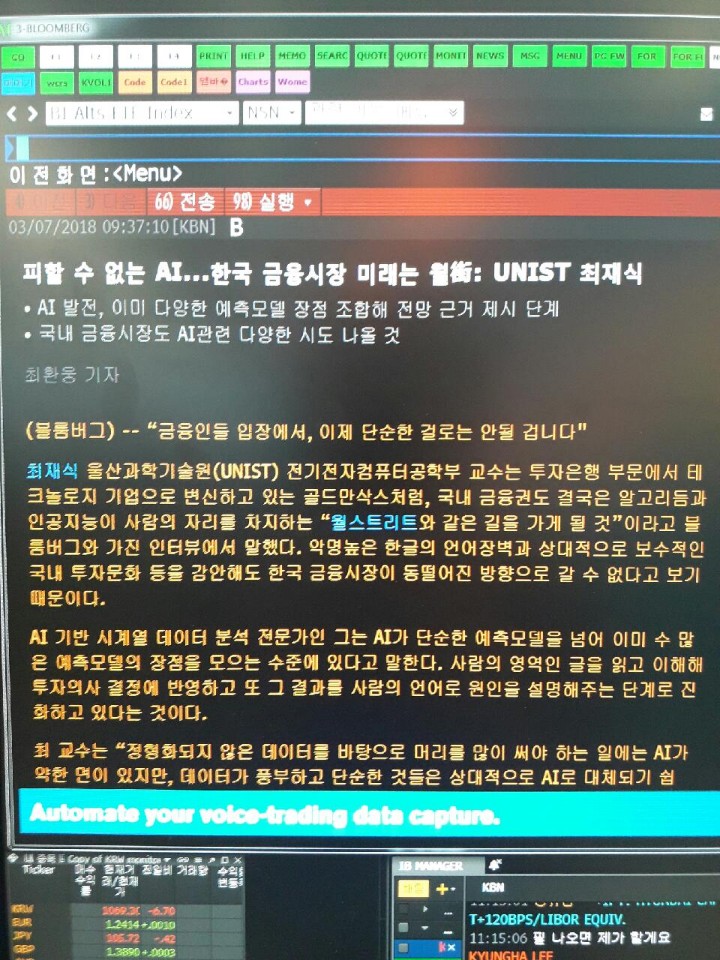 3-BLOOMBERG
GO F1 F2 F3 F4 PRINT HELP MEMO SEARC QUOTE QUOTE MONIT NEWS MSG MENU PG FW FOR
wcrs KVOL1 Code Code1 Charts Wome
BI Alts ETF Index NSN
이전화면:<Menu>
66) 전송 98) 실행
03/07/2018 09:37:10 [KBN] B
피할 수 없는 AI...한국 금융시장 미래는 월街: UNIST 최재식
• AI 발전, 이미 다양한 예측모델 장점 조합해 전망 근거 제시 단계
• 국내 금융시장도 AI관련 다양한 시도 나올 것
최환웅 기자
(블룸버그) -- “금융인들 입장에서, 이제 단순한 걸로는 안될 겁니다"
최재식 울산과학기술원(UNIST) 전기전자컴퓨터공학부 교수는 투자은행 부문에서 테
크놀로지 기업으로 변신하고 있는 골드만삭스처럼, 국내 금융권도 결국은 알고리듬과
인공지능이 사람의 자리를 차지하는 “월스트리트와 같은 길을 가게 될 것”이라고 블
룸버그와 가진 인터뷰에서 말했다. 악명높은 한글의 언어장벽과 상대적으로 보수적인
국내 투자문화 등을 감안해도 한국 금융시장이 동떨어진 방향으로 갈 수 없다고 보기
때문이다.
AI 기반 시계열 데이터 분석 전문가인 그는 AI가 단순한 예측모델을 넘어 이미 수 많
은 예측모델의 장점을 모으는 수준에 있다고 말한다. 사람의 영역인 글을 읽고 이해해
투자의사 결정에 반영하고 또 그 결과를 사람의 언어로 원인을 설명해주는 단계로 진
화하고 있다는 것이다.
최 교수는 “정형화되지 않은 데이터를 바탕으로 머리를 많이 써야 하는 일에는 AI가
약한 면이 있지만, 데이터가 풍부하고 단순한 것들은 상대적으로 AI로 대체되기 쉽
Automate your voice-trading data capture.
Copy of KRW monitor
Ticker 매수수익률 현재가 전일비 거래량
KRW 1069.30 -6.70
EUR 1.2414 +.0010
JPY 105.72 -.42
GBP 1.3890 +.0003
IB MANAGER
KBN
T+120BPS/LIBOR EQUIV.
11:15:06 필 나오면 제가 할게요
KYUNGHA LEE